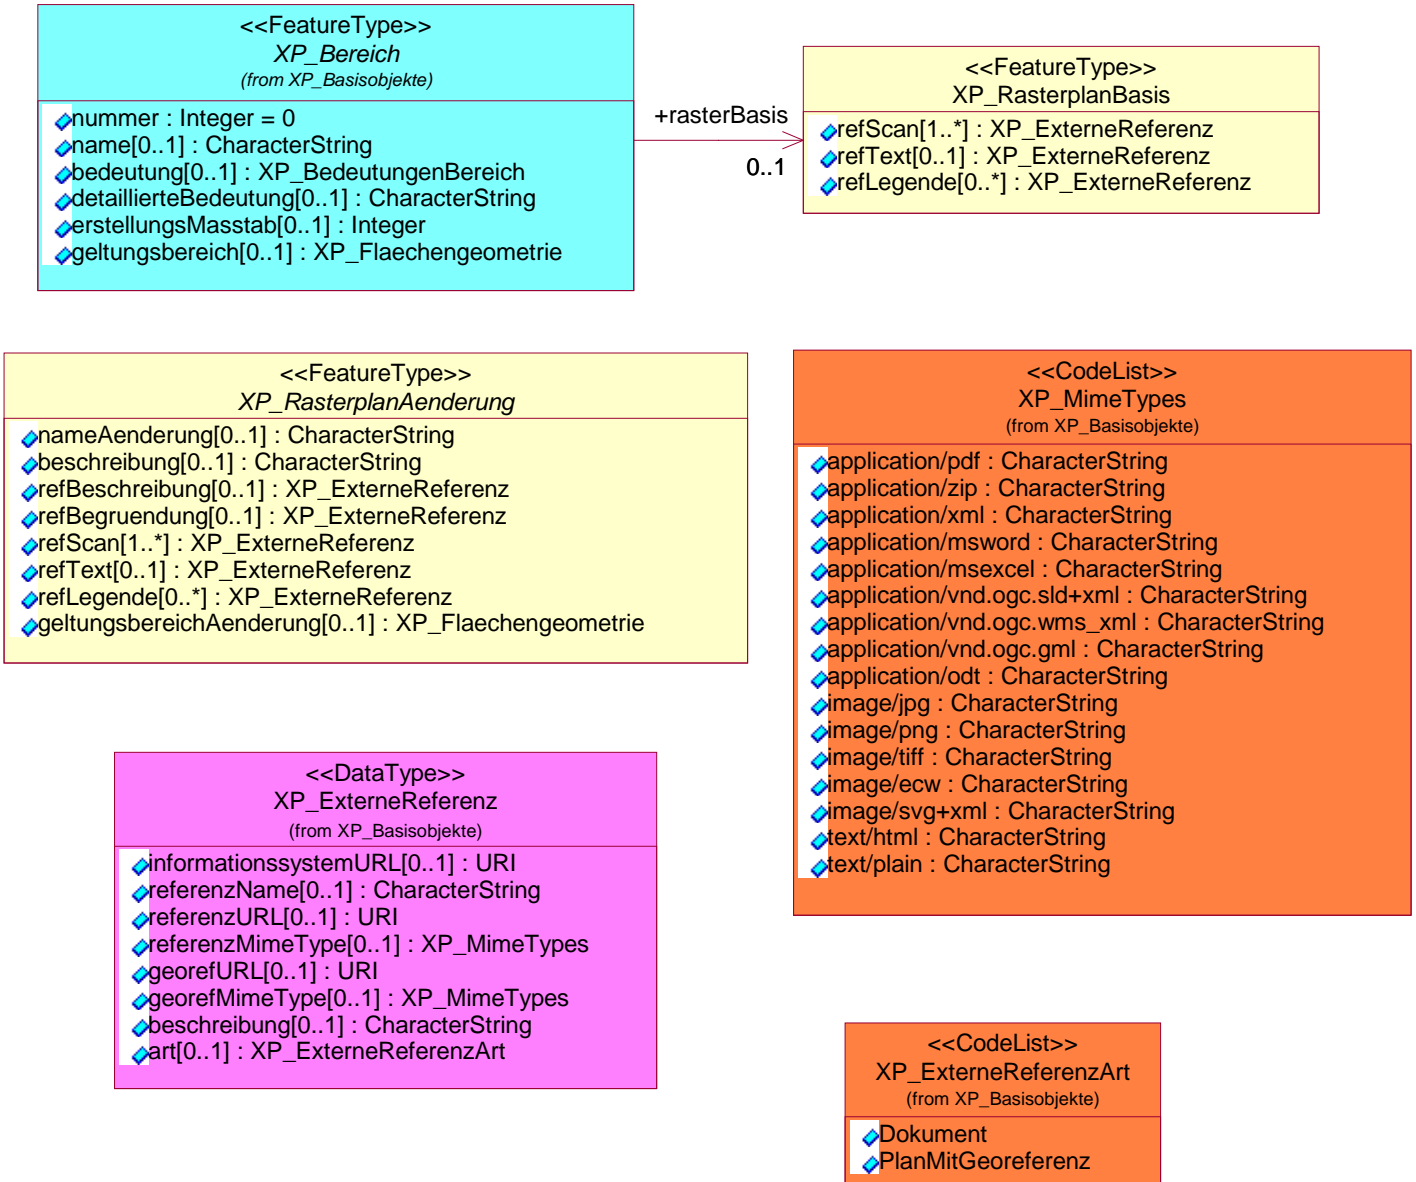 <<FeatureType>>
XP_Bereich
(from XP_Basisobjekte)
nummer : Integer = 0
name[0..1] : CharacterString
bedeutung[0..1] : XP_BedeutungenBereich
detaillierteBedeutung[0..1] : CharacterString
erstellungsMasstab[0..1] : Integer
geltungsbereich[0..1] : XP_Flaechengeometrie
+rasterBasis
0..1
<<FeatureType>>
XP_RasterplanBasis
refScan[1..*] : XP_ExterneReferenz
refText[0..1] : XP_ExterneReferenz
refLegende[0..*] : XP_ExterneReferenz
<<FeatureType>>
XP_RasterplanAenderung
nameAenderung[0..1] : CharacterString
beschreibung[0..1] : CharacterString
refBeschreibung[0..1] : XP_ExterneReferenz
refBegruendung[0..1] : XP_ExterneReferenz
refScan[1..*] : XP_ExterneReferenz
refText[0..1] : XP_ExterneReferenz
refLegende[0..*] : XP_ExterneReferenz
geltungsbereichAenderung[0..1] : XP_Flaechengeometrie
<<CodeList>>
XP_MimeTypes
(from XP_Basisobjekte)
application/pdf : CharacterString
application/zip : CharacterString
application/xml : CharacterString
application/msword : CharacterString
application/msexcel : CharacterString
application/vnd.ogc.sld+xml : CharacterString
application/vnd.ogc.wms_xml : CharacterString
application/vnd.ogc.gml : CharacterString
application/odt : CharacterString
image/jpg : CharacterString
image/png : CharacterString
image/tiff : CharacterString
image/ecw : CharacterString
image/svg+xml : CharacterString
text/html : CharacterString
text/plain : CharacterString
<<DataType>>
XP_ExterneReferenz
(from XP_Basisobjekte)
informationssystemURL[0..1] : URI
referenzName[0..1] : CharacterString
referenzURL[0..1] : URI
referenzMimeType[0..1] : XP_MimeTypes
georefURL[0..1] : URI
georefMimeType[0..1] : XP_MimeTypes
beschreibung[0..1] : CharacterString
art[0..1] : XP_ExterneReferenzArt
<<CodeList>>
XP_ExterneReferenzArt
(from XP_Basisobjekte)
Dokument
PlanMitGeoreferenz